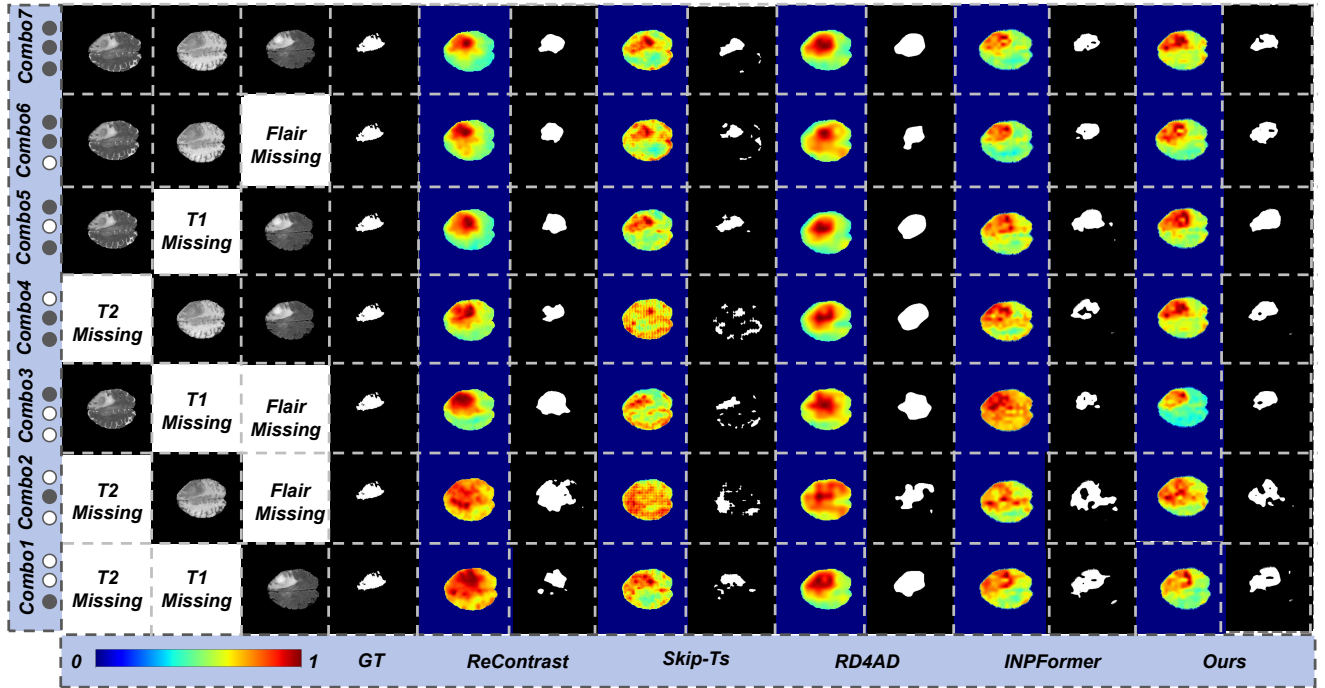 Combo7
Combo6
Flair
Missing
Combo5
T1
Missing
Combo4
T2
Missing
Combo3
T1
Missing
Flair
Missing
Combo2
T2
Missing
Flair
Missing
Combo1
T2
Missing
T1
Missing
0 1 GT ReContrast Skip-Ts RD4AD INPFormer Ours